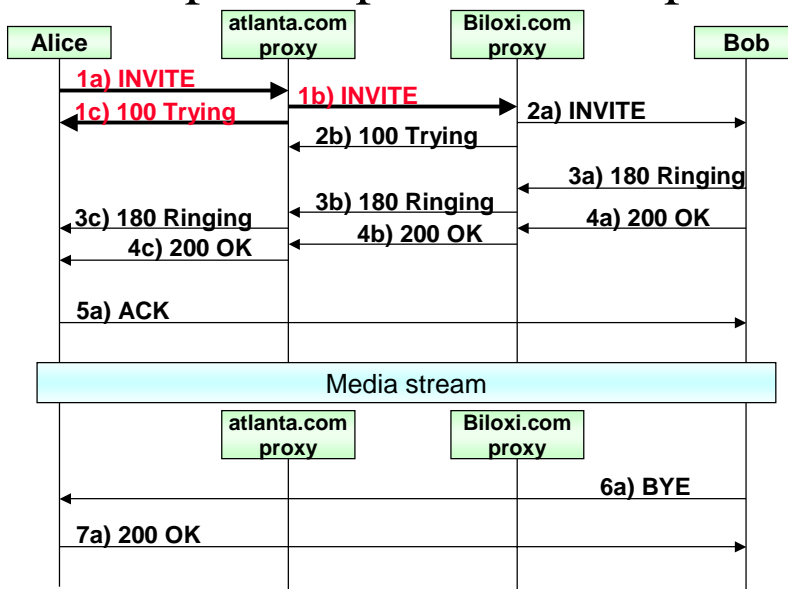 Alice
atlanta.com
proxy
Biloxi.com
proxy
Bob
1a) INVITE
1b) INVITE
1c) 100 Trying
2a) INVITE
2b) 100 Trying
3a) 180 Ringing
3b) 180 Ringing
3c) 180 Ringing
4a) 200 OK
4b) 200 OK
4c) 200 OK
5a) ACK
Media stream
atlanta.com
proxy
Biloxi.com
proxy
6a) BYE
7a) 200 OK